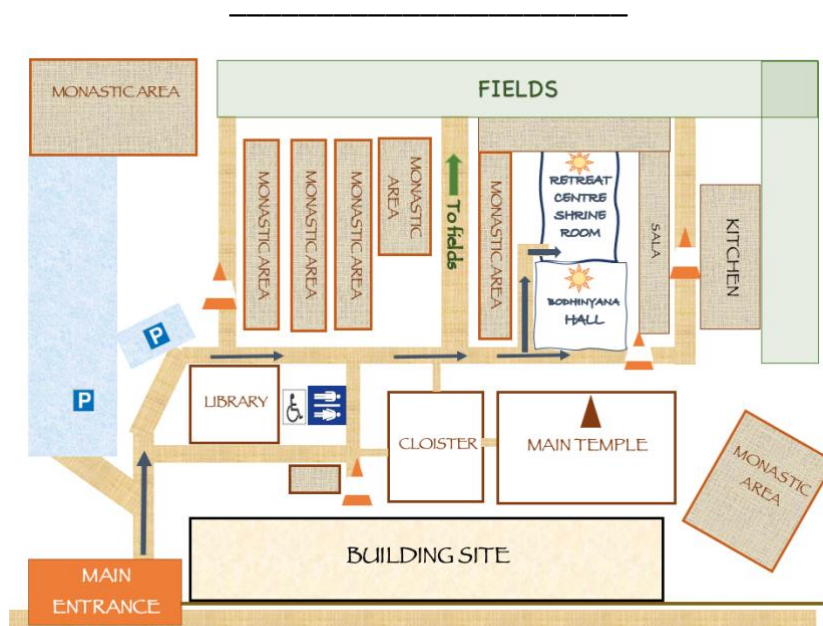 FIELDS
MONASTIC AREA
MONASTIC AREA
MONASTIC AREA
MONASTIC AREA
MONASTIC
AREA
To fields
MONASTIC AREA
RETREAT
CENTRE
SHRINE
ROOM
SALA
KITCHEN
BODHINYANA
HALL
P
P
LIBRARY
CLOISTER
MAIN TEMPLE
MONASTIC
AREA
BUILDING SITE
MAIN
ENTRANCE